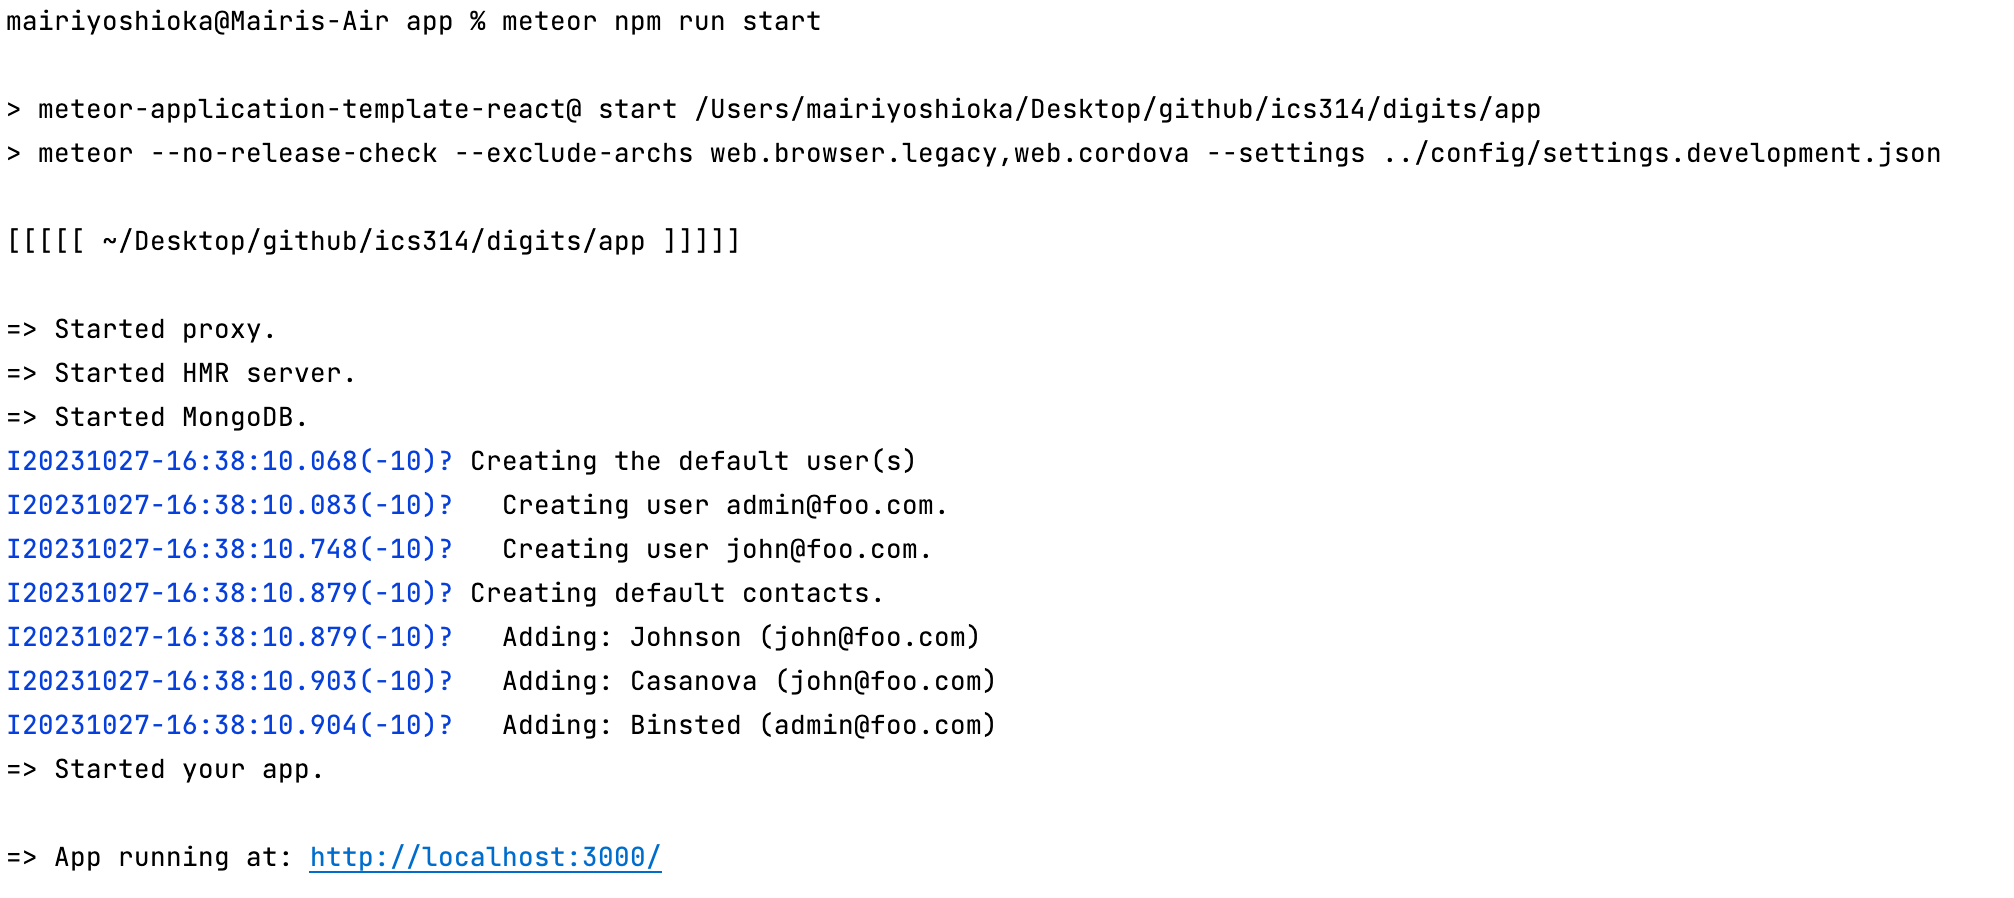 mairiyoshioka@Mairis-Air app % meteor npm run start
> meteor-application-template-react@ start /Users/mairiyoshioka/Desktop/github/ics314/digits/app
> meteor --no-release-check --exclude-archs web.browser.legacy,web.cordova --settings ../config/settings.development.json
[[[[[ ~/Desktop/github/ics314/digits/app ]]]]]
=> Started proxy.
=> Started HMR server.
=> Started MongoDB.
I20231027-16:38:10.068(-10)? Creating the default user(s)
I20231027-16:38:10.083(-10)?   Creating user admin@foo.com.
I20231027-16:38:10.748(-10)?   Creating user john@foo.com.
I20231027-16:38:10.879(-10)? Creating default contacts.
I20231027-16:38:10.879(-10)?   Adding: Johnson (john@foo.com)
I20231027-16:38:10.903(-10)?   Adding: Casanova (john@foo.com)
I20231027-16:38:10.904(-10)?   Adding: Binsted (admin@foo.com)
=> Started your app.
=> App running at: http://localhost:3000/